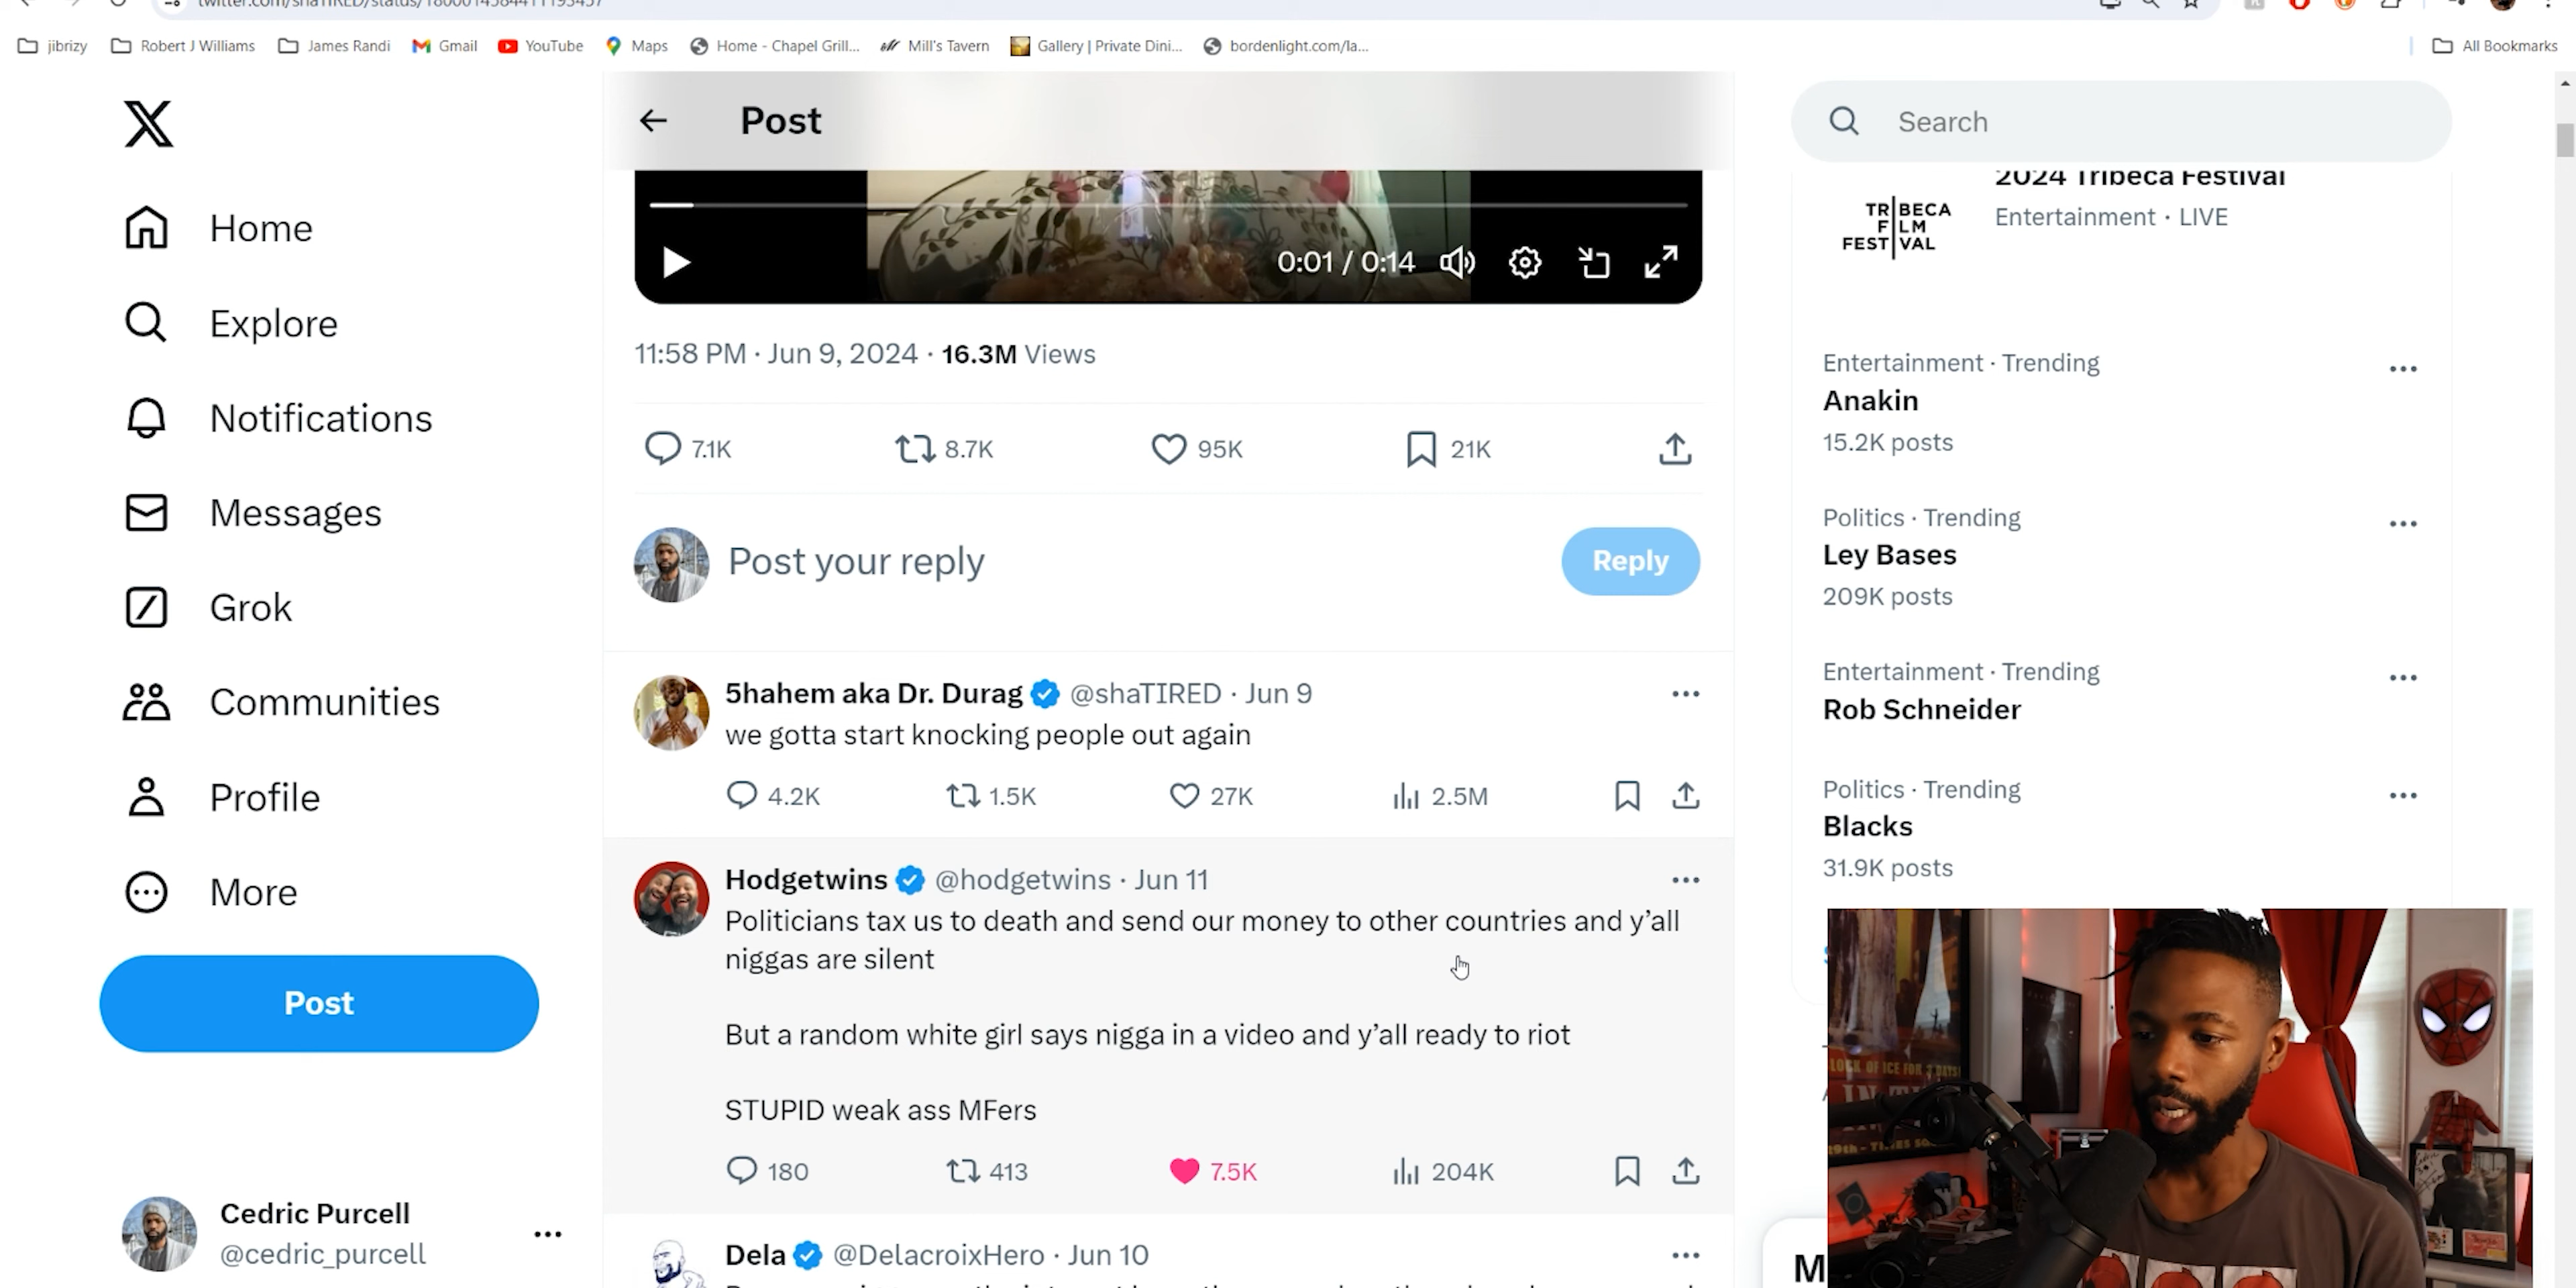 jibrizy Robert J Williams James Randi Gmail YouTube Maps Home - Chapel Grill... Mill's Tavern Gallery | Private Dini... bordenlight.com/la... All Bookmarks
Post
Search
Home
Explore
Notifications
Messages
Grok
Communities
Profile
More
Post
Cedric Purcell
@cedric_purcell
0:01 / 0:14
11:58 PM · Jun 9, 2024 · 16.3M Views
7.1K 8.7K 95K 21K
Post your reply
Reply
5hahem aka Dr. Durag @shaTIRED · Jun 9
we gotta start knocking people out again
4.2K 1.5K 27K 2.5M
Hodgetwins @hodgetwins · Jun 11
Politicians tax us to death and send our money to other countries and y’all
niggas are silent
But a random white girl says nigga in a video and y’all ready to riot
STUPID weak ass MFers
180 413 7.5K 204K
Dela @DelacroixHero · Jun 10
TRIBECA
FILM
FESTIVAL
2024 Tribeca Festival
Entertainment · LIVE
Entertainment · Trending
Anakin
15.2K posts
Politics · Trending
Ley Bases
209K posts
Entertainment · Trending
Rob Schneider
Politics · Trending
Blacks
31.9K posts